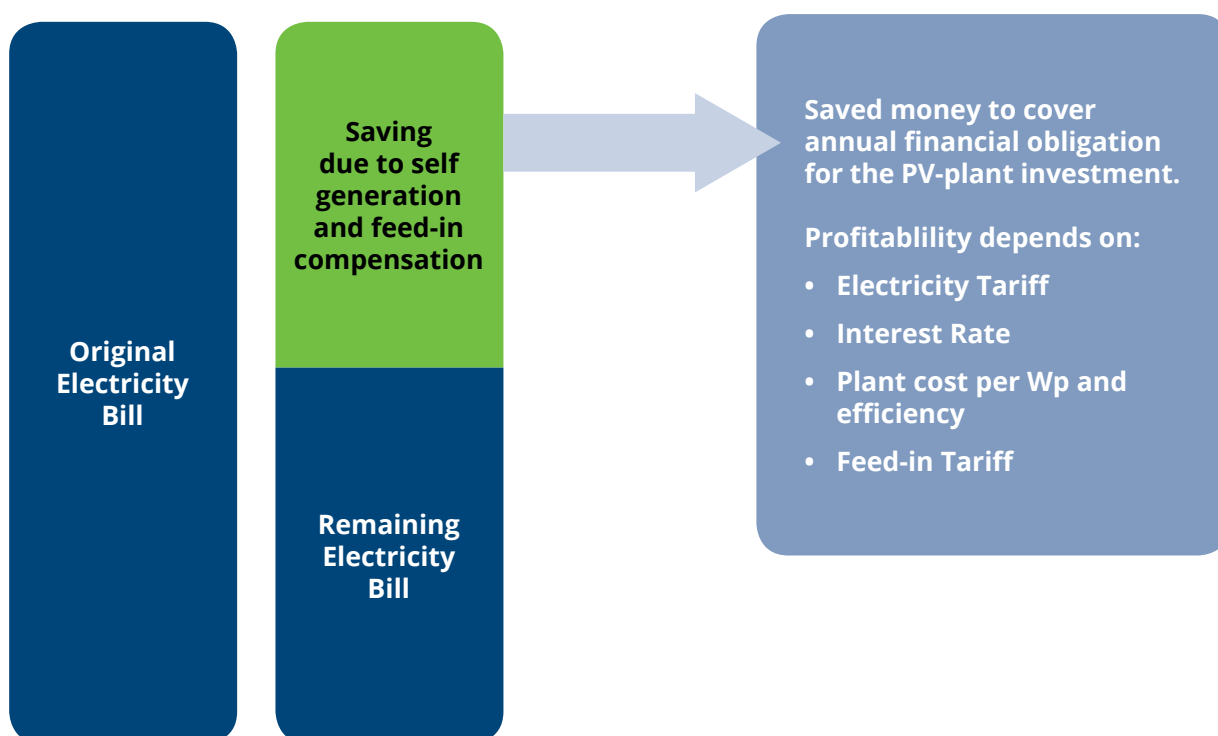 Original
Electricity
Bill
Saving
due to self
generation
and feed-in
compensation
Remaining
Electricity
Bill
Saved money to cover
annual financial obligation
for the PV-plant investment.
Profitablility depends on:
• Electricity Tariff
• Interest Rate
• Plant cost per Wp and
efficiency
• Feed-in Tariff